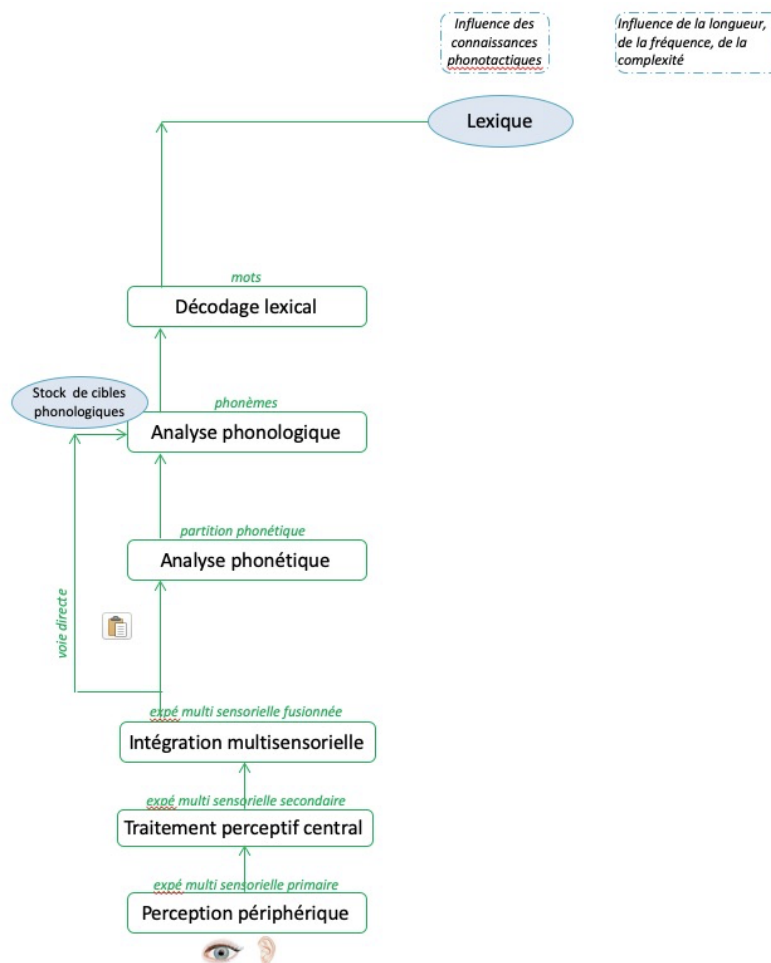 Influence des
connaissances
phonotactiques
Influence de la longueur,
de la fréquence, de la
complexité
Lexique
mots
Décodage lexical
Stock de cibles
phonologiques
phonèmes
Analyse phonologique
partition phonétique
Analyse phonétique
voie directe
expé multi sensorielle fusionnée
Intégration multisensorielle
expé multi sensorielle secondaire
Traitement perceptif central
expé multi sensorielle primaire
Perception périphérique